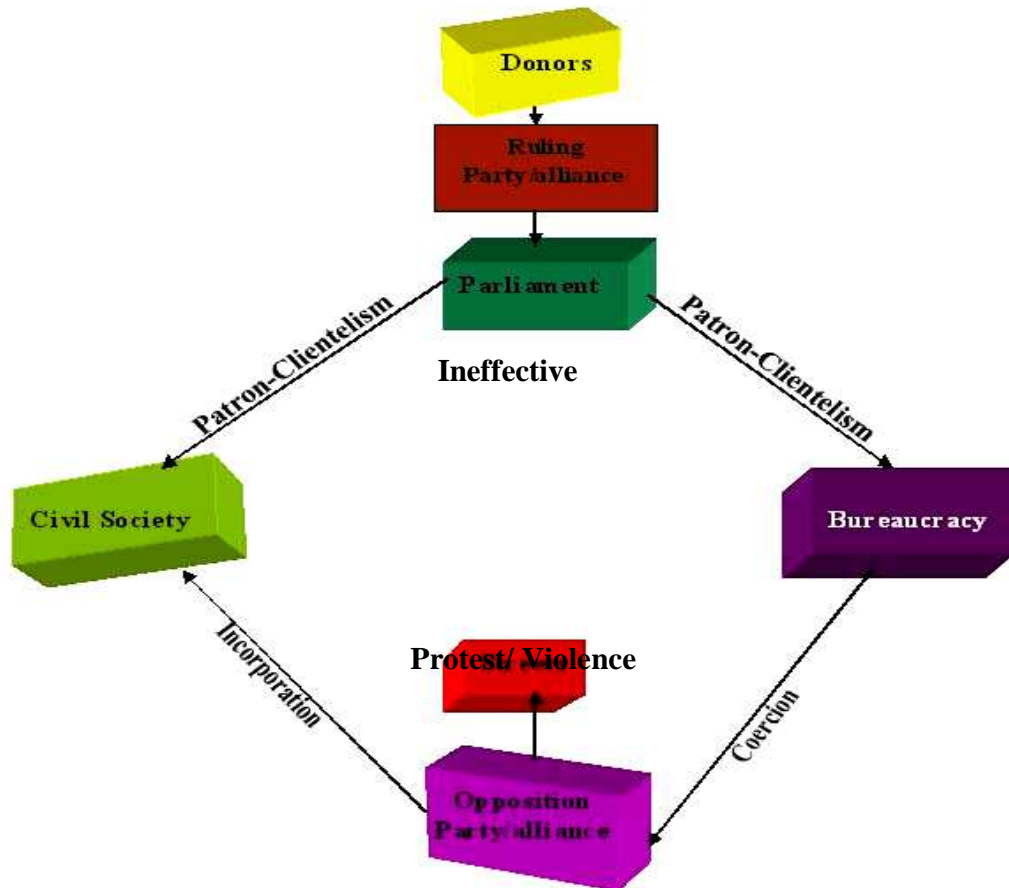 Donors
Ruling
Party/alliance
Parliament
Patron-Clientelism
Patron-Clientelism
Ineffective
Civil Society
Bureaucracy
Incorporation
Protest/ Violence
Coercion
Opposition
Party/alliance